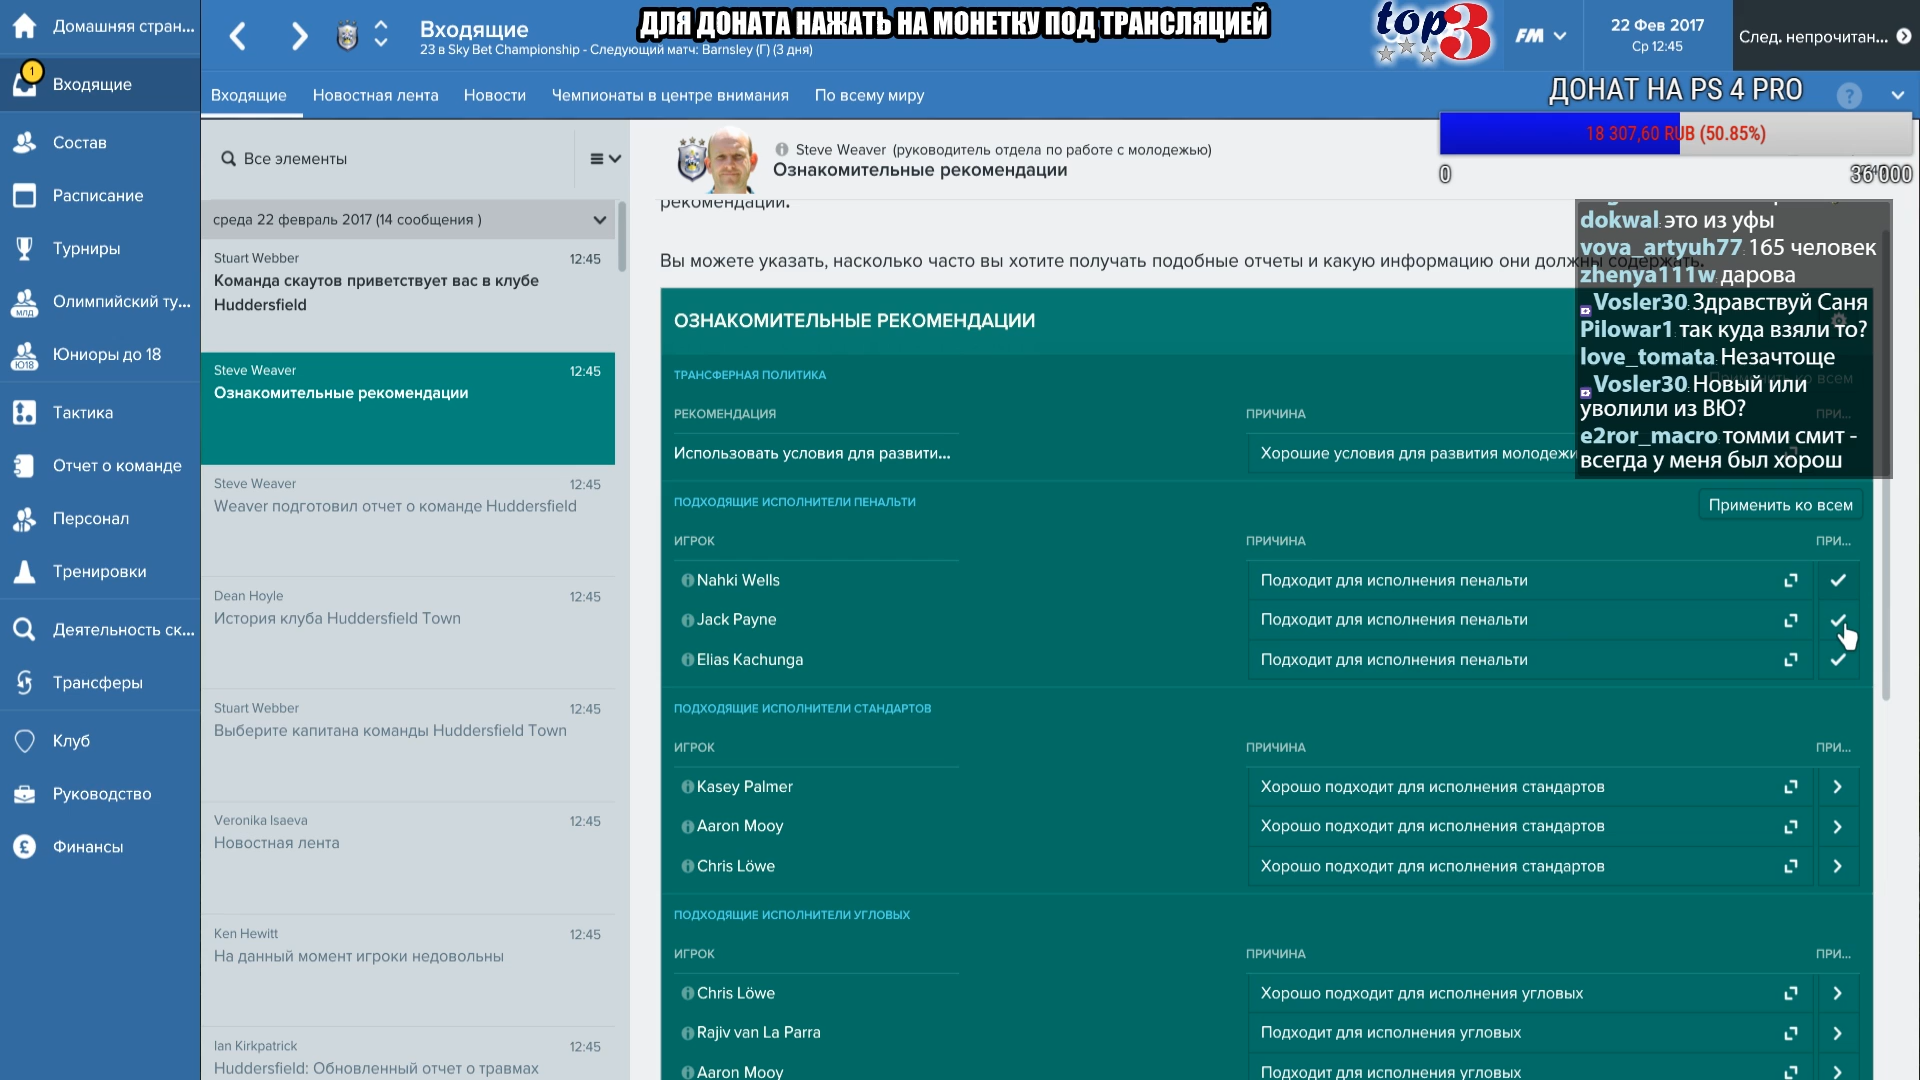 Домашняя стран...
Входящие
23 в Sky Bet Championship - Следующий матч: Barnsley (Г) (3 дня)
ДЛЯ ДОНАТА НАЖАТЬ НА МОНЕТКУ ПОД ТРАНСЛЯЦИЕЙ
top3
FM
22 Фев 2017
Ср 12:45
След. непрочитан...
1
Входящие
Входящие
Новостная лента
Новости
Чемпионаты в центре внимания
По всему миру
ДОНАТ НА PS 4 PRO
?
18 307,60 RUB (50.85%)
0
36 000
Состав
Расписание
Турниры
МЛД
Олимпийский ту...
Ю18
Юниоры до 18
Тактика
Отчет о команде
Персонал
Тренировки
Деятельность ск...
Трансферы
Клуб
Руководство
£
Финансы
Все элементы
среда 22 февраль 2017 (14 сообщения )
Stuart Webber
12:45
Команда скаутов приветствует вас в клубе
Huddersfield
Steve Weaver
12:45
Ознакомительные рекомендации
Steve Weaver
12:45
Weaver подготовил отчет о команде Huddersfield
Dean Hoyle
12:45
История клуба Huddersfield Town
Stuart Webber
12:45
Выберите капитана команды Huddersfield Town
Veronika Isaeva
12:45
Новостная лента
Ken Hewitt
12:45
На данный момент игроки недовольны
Ian Kirkpatrick
12:45
Huddersfield: Обновленный отчет о травмах
Steve Weaver (руководитель отдела по работе с молодежью)
Ознакомительные рекомендации
рекомендации.
Вы можете указать, насколько часто вы хотите получать подобные отчеты и какую информацию они должны содержать.
ОЗНАКОМИТЕЛЬНЫЕ РЕКОМЕНДАЦИИ
ТРАНСФЕРНАЯ ПОЛИТИКА
Применить ко всем
РЕКОМЕНДАЦИЯ
ПРИЧИНА
ПРИ...
Использовать условия для развити...
Хорошие условия для развития молодежи
ПОДХОДЯЩИЕ ИСПОЛНИТЕЛИ ПЕНАЛЬТИ
Применить ко всем
ИГРОК
ПРИЧИНА
ПРИ...
Nahki Wells
Подходит для исполнения пенальти
Jack Payne
Подходит для исполнения пенальти
Elias Kachunga
Подходит для исполнения пенальти
ПОДХОДЯЩИЕ ИСПОЛНИТЕЛИ СТАНДАРТОВ
ИГРОК
ПРИЧИНА
ПРИ...
Kasey Palmer
Хорошо подходит для исполнения стандартов
Aaron Mooy
Хорошо подходит для исполнения стандартов
Chris Löwe
Хорошо подходит для исполнения стандартов
ПОДХОДЯЩИЕ ИСПОЛНИТЕЛИ УГЛОВЫХ
ИГРОК
ПРИЧИНА
ПРИ...
Chris Löwe
Хорошо подходит для исполнения угловых
Rajiv van La Parra
Подходит для исполнения угловых
Aaron Mooy
Подходит для исполнения угловых
dokwal: это из уфы
vova_artyuh77: 165 человек
zhenya111w: дарова
Vosler30: Здравствуй Саня
Pilowar1: так куда взяли то?
love_tomata: Незачтоще
Vosler30: Новый или
уволили из ВЮ?
e2ror_macro: томми смит -
всегда у меня был хорош